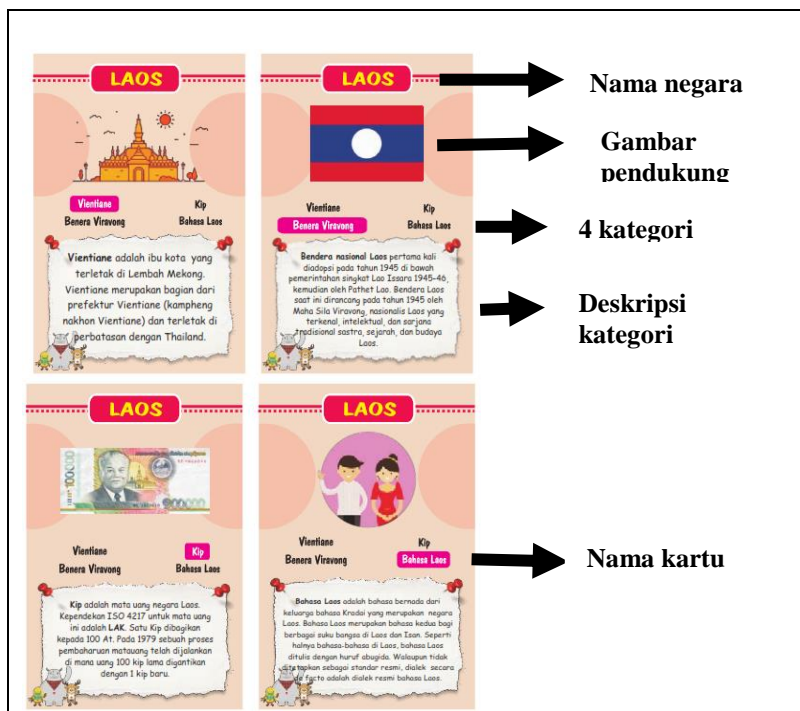 LAOS
Vientiane
Kip
Benera Viravong
Bahasa Laos
Vientiane adalah ibu kota yang
terletak di Lembah Mekong.
Vientiane merupakan bagian dari
prefektur Vientiane (kampheng
nakhon Vientiane) dan terletak di
perbatasan dengan Thailand.
LAOS
Vientiane
Kip
Benera Viravong
Bahasa Laos
Bendera nasional Laos pertama kali
diadopsi pada tahun 1945 di bawah
pemerintahan singkat Lao Issara 1945-46,
kemudian oleh Pathet Lao. Bendera Laos
saat ini dirancang pada tahun 1945 oleh
Maha Sila Viravong, nasionalis Laos yang
terkenal, intelektual, dan sarjana
tradisional sastra, sejarah, dan budaya
Laos.
Nama negara
Gambar
pendukung
4 kategori
Deskripsi
kategori
LAOS
100000
100000
Vientiane
Kip
Benera Viravong
Bahasa Laos
Kip adalah mata uang negara Laos.
Kependekan ISO 4217 untuk mata uang
ini adalah LAK. Satu Kip dibagikan
kepada 100 At. Pada 1979 sebuah proses
pembaharuan matauang telah dijalankan
di mana uang 100 kip lama digantikan
dengan 1 kip baru.
LAOS
Vientiane
Kip
Benera Viravong
Bahasa Laos
Bahasa Laos adalah bahasa bernada dari
keluarga bahasa Kradai yang merupakan negara
Laos. Bahasa Laos merupakan bahasa kedua bagi
berbagai suku bangsa di Laos dan Isan. Seperti
halnya bahasa-bahasa di Laos, bahasa Laos
ditulis dengan huruf abugida. Walaupun tidak
ditetapkan sebagai standar resmi, dialek secara
de facto adalah dialek resmi bahasa Laos.
Nama kartu